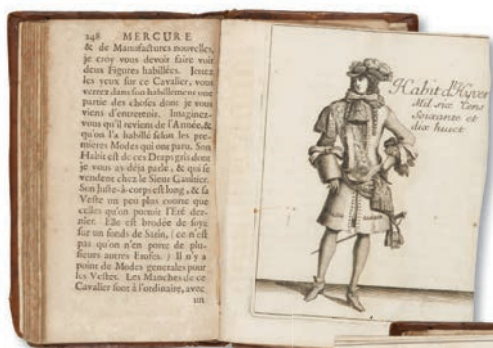 248 MERCURE
& de Manufactures nouvelles,
je croy vous devoir faire voir
deux Figures habillées. Jettez
les yeux sur ce Cavalier, vous
verrez dans son habillement une
partie des choses dont je vous
viens d'entretenir. Imaginez-
vous qu'il revient de l'Armée, &
qu'on l'a habillé selon les pre-
mieres Modes qui ont paru. Son
Habit est de ces Draps gris dont
je vous ay déja parlé, & qui se
vendent chez le Sieur Gaultier.
Son Juste-à-corps est long, & sa
Veste un peu plus courte que
celles qu'on portoit l'Esté der-
nier. Elle est brodée de soye
sur un fonds de Satin, (ce n'est
pas qu'on n'en porte de plu-
sieurs autres Etofes.) Il n'y a
point de Modes generales pour
les Vestes. Les Manches de ce
Cavalier sont à l'ordinaire, avec
un
Habit d'Hyver
Mil six Cens
Soixante et
dix huict